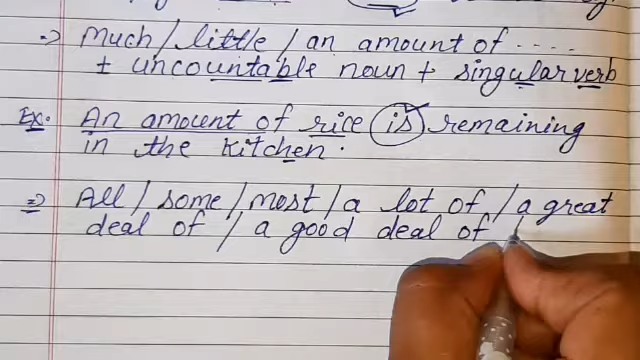 => Much / little / an amount of ....
+ uncountable noun + singular verb
Ex. An amount of rice is remaining
in the kitchen.
=> All / some / most / a lot of / a great
deal of / a good deal of